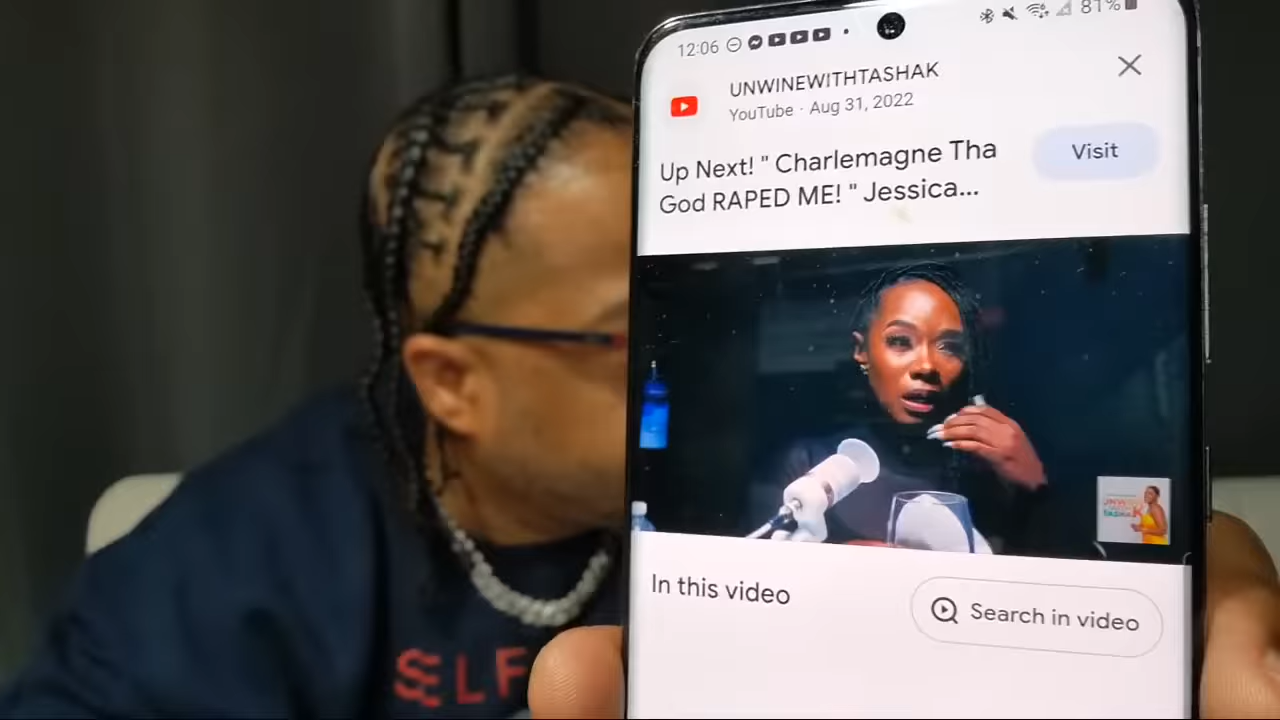 12:06
81%
UNWINEWITHTASHAK
YouTube · Aug 31, 2022
Up Next! " Charlemagne Tha
God RAPED ME! " Jessica...
Visit
In this video
Search in video
SELF